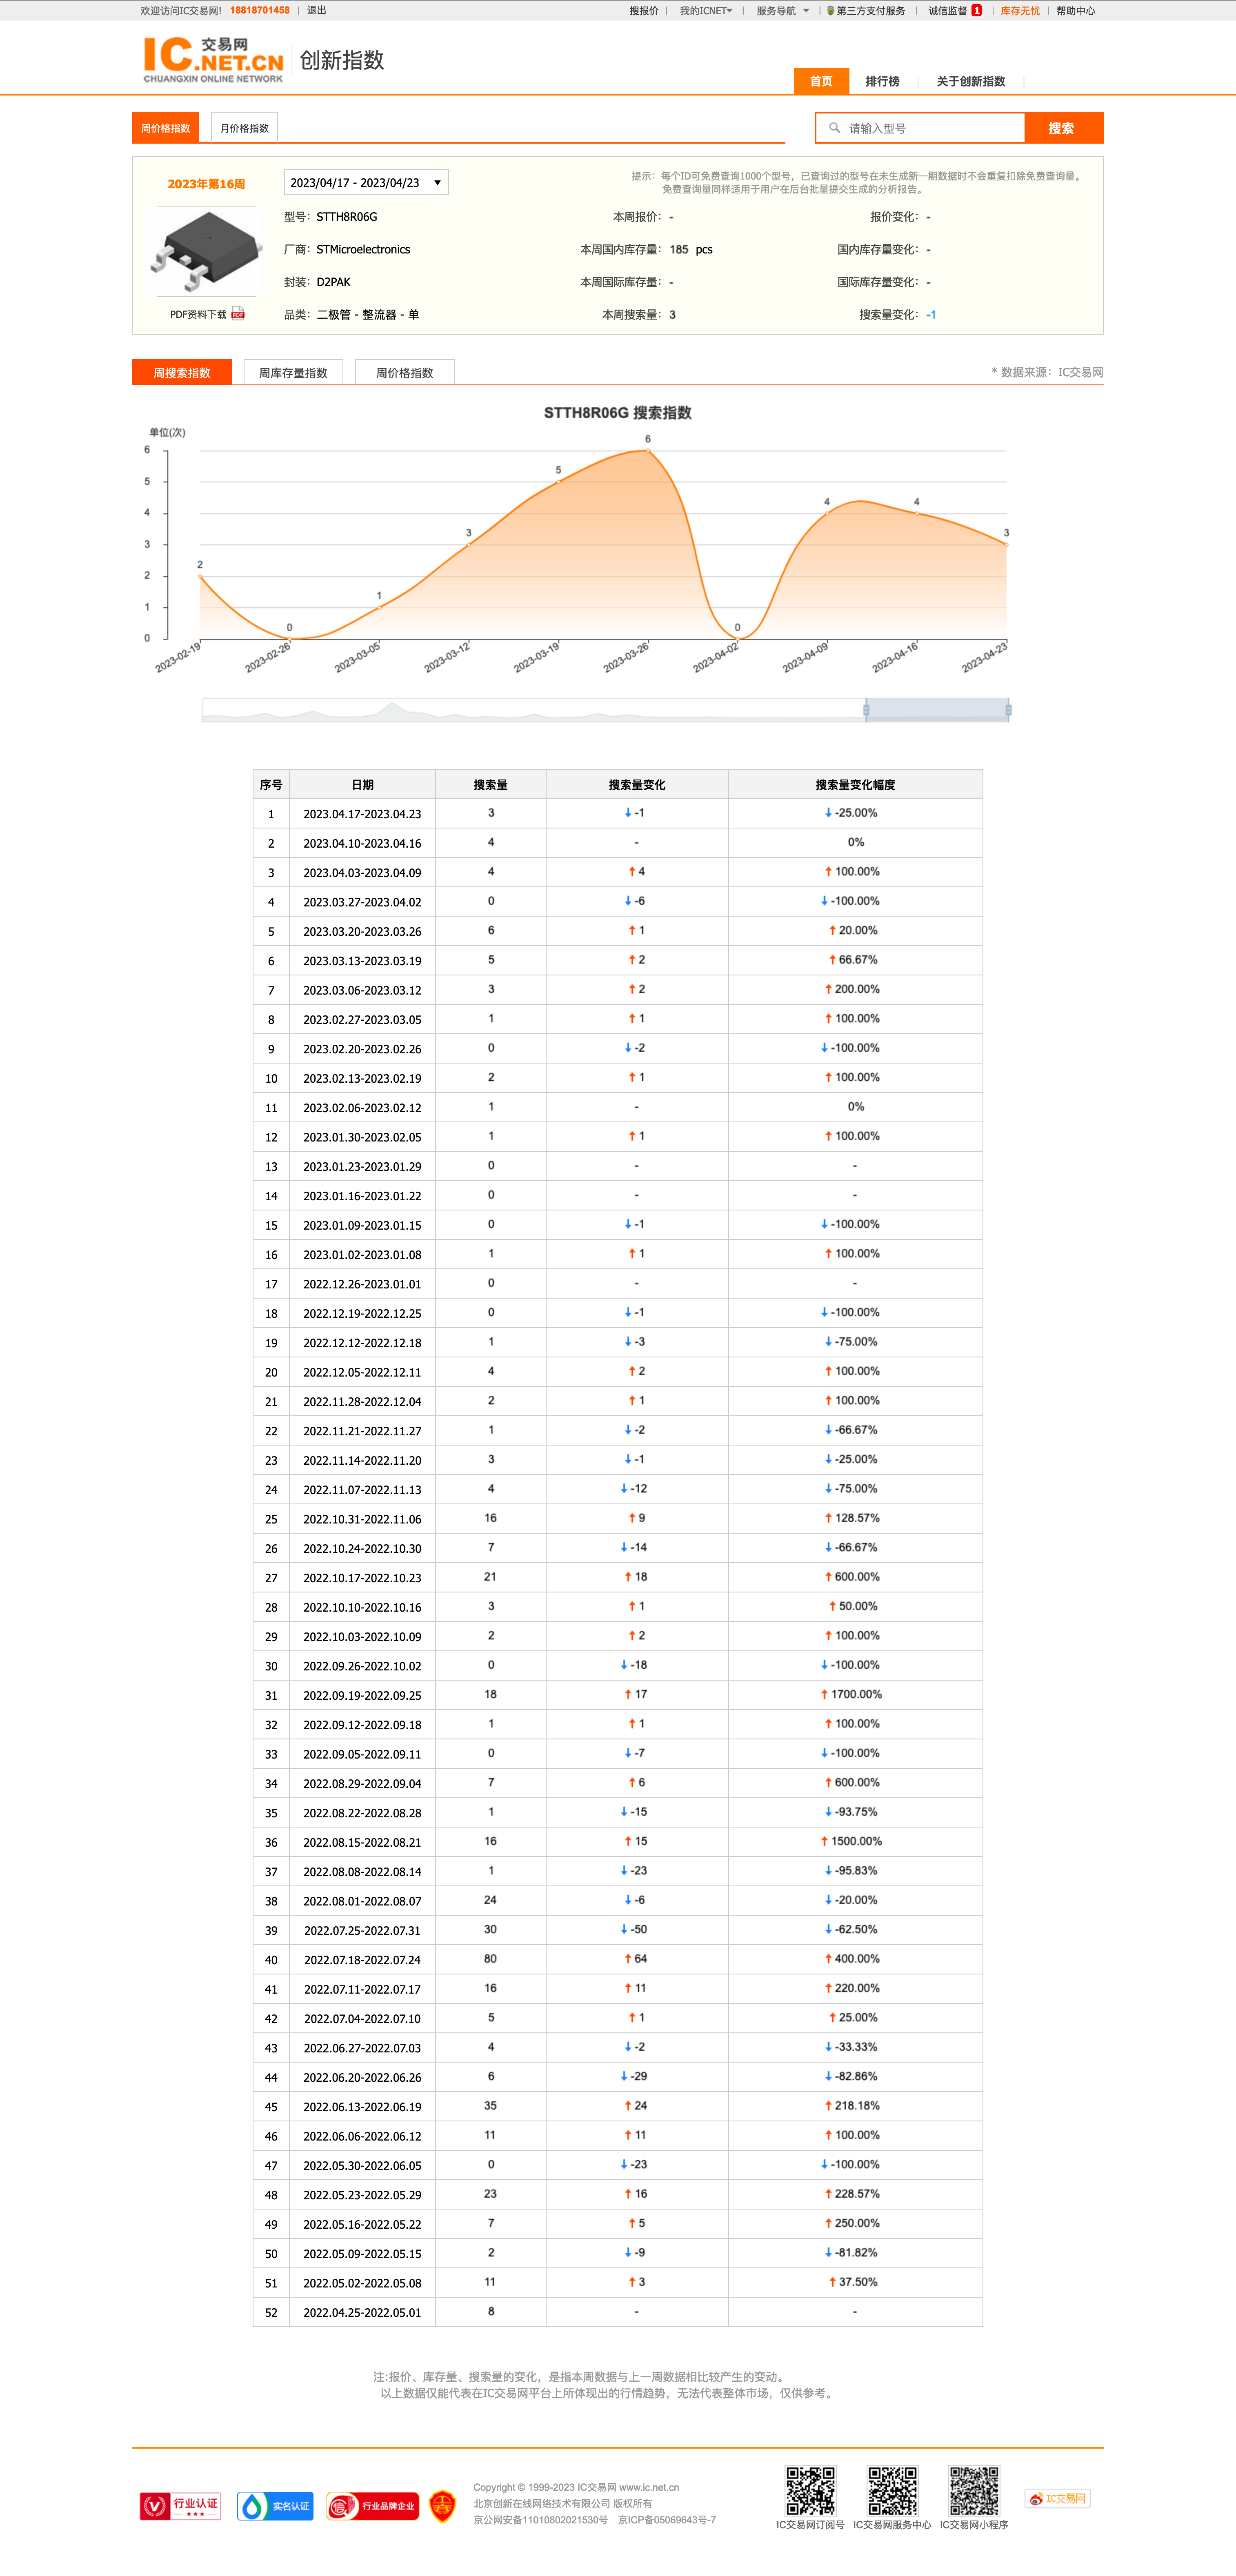 欢迎访问IC交易网! 18818701458 | 退出 搜报价 | 我的ICNET | 服务导航 | 第三方支付服务 | 诚信监督 1 | 库存无忧 | 帮助中心
IC 交易网 .NET.CN CHUANGXIN ONLINE NETWORK 创新指数
首页 排行榜 关于创新指数
周价格指数 月价格指数 请输入型号 搜索
2023年第16周 2023/04/17 - 2023/04/23 提示：每个ID可免费查询1000个型号，已查询过的型号在未生成新一期数据时不会重复扣除免费查询量。
免费查询量同样适用于用户在后台批量提交生成的分析报告。
型号：STTH8R06G 本周报价：- 报价变化：-
厂商：STMicroelectronics 本周国内库存量：185 pcs 国内库存量变化：-
封装：D2PAK 本周国际库存量：- 国际库存量变化：-
PDF资料下载 PDF 品类：二极管 - 整流器 - 单 本周搜索量：3 搜索量变化：-1
周搜索指数 周库存量指数 周价格指数 * 数据来源：IC交易网
STTH8R06G 搜索指数
单位(次)
6 6
5 5
4 4 4
3 3 3
2 2
1 1
0 0 0
2023-02-19 2023-02-26 2023-03-05 2023-03-12 2023-03-19 2023-03-26 2023-04-02 2023-04-09 2023-04-16 2023-04-23
序号 日期 搜索量 搜索量变化 搜索量变化幅度
1 2023.04.17-2023.04.23 3 ↓-1 ↓-25.00%
2 2023.04.10-2023.04.16 4 - 0%
3 2023.04.03-2023.04.09 4 ↑4 ↑100.00%
4 2023.03.27-2023.04.02 0 ↓-6 ↓-100.00%
5 2023.03.20-2023.03.26 6 ↑1 ↑20.00%
6 2023.03.13-2023.03.19 5 ↑2 ↑66.67%
7 2023.03.06-2023.03.12 3 ↑2 ↑200.00%
8 2023.02.27-2023.03.05 1 ↑1 ↑100.00%
9 2023.02.20-2023.02.26 0 ↓-2 ↓-100.00%
10 2023.02.13-2023.02.19 2 ↑1 ↑100.00%
11 2023.02.06-2023.02.12 1 - 0%
12 2023.01.30-2023.02.05 1 ↑1 ↑100.00%
13 2023.01.23-2023.01.29 0 - -
14 2023.01.16-2023.01.22 0 - -
15 2023.01.09-2023.01.15 0 ↓-1 ↓-100.00%
16 2023.01.02-2023.01.08 1 ↑1 ↑100.00%
17 2022.12.26-2023.01.01 0 - -
18 2022.12.19-2022.12.25 0 ↓-1 ↓-100.00%
19 2022.12.12-2022.12.18 1 ↓-3 ↓-75.00%
20 2022.12.05-2022.12.11 4 ↑2 ↑100.00%
21 2022.11.28-2022.12.04 2 ↑1 ↑100.00%
22 2022.11.21-2022.11.27 1 ↓-2 ↓-66.67%
23 2022.11.14-2022.11.20 3 ↓-1 ↓-25.00%
24 2022.11.07-2022.11.13 4 ↓-12 ↓-75.00%
25 2022.10.31-2022.11.06 16 ↑9 ↑128.57%
26 2022.10.24-2022.10.30 7 ↓-14 ↓-66.67%
27 2022.10.17-2022.10.23 21 ↑18 ↑600.00%
28 2022.10.10-2022.10.16 3 ↑1 ↑50.00%
29 2022.10.03-2022.10.09 2 ↑2 ↑100.00%
30 2022.09.26-2022.10.02 0 ↓-18 ↓-100.00%
31 2022.09.19-2022.09.25 18 ↑17 ↑1700.00%
32 2022.09.12-2022.09.18 1 ↑1 ↑100.00%
33 2022.09.05-2022.09.11 0 ↓-7 ↓-100.00%
34 2022.08.29-2022.09.04 7 ↑6 ↑600.00%
35 2022.08.22-2022.08.28 1 ↓-15 ↓-93.75%
36 2022.08.15-2022.08.21 16 ↑15 ↑1500.00%
37 2022.08.08-2022.08.14 1 ↓-23 ↓-95.83%
38 2022.08.01-2022.08.07 24 ↓-6 ↓-20.00%
39 2022.07.25-2022.07.31 30 ↓-50 ↓-62.50%
40 2022.07.18-2022.07.24 80 ↑64 ↑400.00%
41 2022.07.11-2022.07.17 16 ↑11 ↑220.00%
42 2022.07.04-2022.07.10 5 ↑1 ↑25.00%
43 2022.06.27-2022.07.03 4 ↓-2 ↓-33.33%
44 2022.06.20-2022.06.26 6 ↓-29 ↓-82.86%
45 2022.06.13-2022.06.19 35 ↑24 ↑218.18%
46 2022.06.06-2022.06.12 11 ↑11 ↑100.00%
47 2022.05.30-2022.06.05 0 ↓-23 ↓-100.00%
48 2022.05.23-2022.05.29 23 ↑16 ↑228.57%
49 2022.05.16-2022.05.22 7 ↑5 ↑250.00%
50 2022.05.09-2022.05.15 2 ↓-9 ↓-81.82%
51 2022.05.02-2022.05.08 11 ↑3 ↑37.50%
52 2022.04.25-2022.05.01 8 - -
注:报价、库存量、搜索量的变化，是指本周数据与上一周数据相比较产生的变动。
以上数据仅能代表在IC交易网平台上所体现出的行情趋势，无法代表整体市场，仅供参考。
行业认证 实名认证 行业品牌企业
Copyright © 1999-2023 IC交易网 www.ic.net.cn
北京创新在线网络技术有限公司 版权所有
京公网安备11010802021530号 京ICP备05069643号-7
IC交易网订阅号 IC交易网服务中心 IC交易网小程序 IC交易网